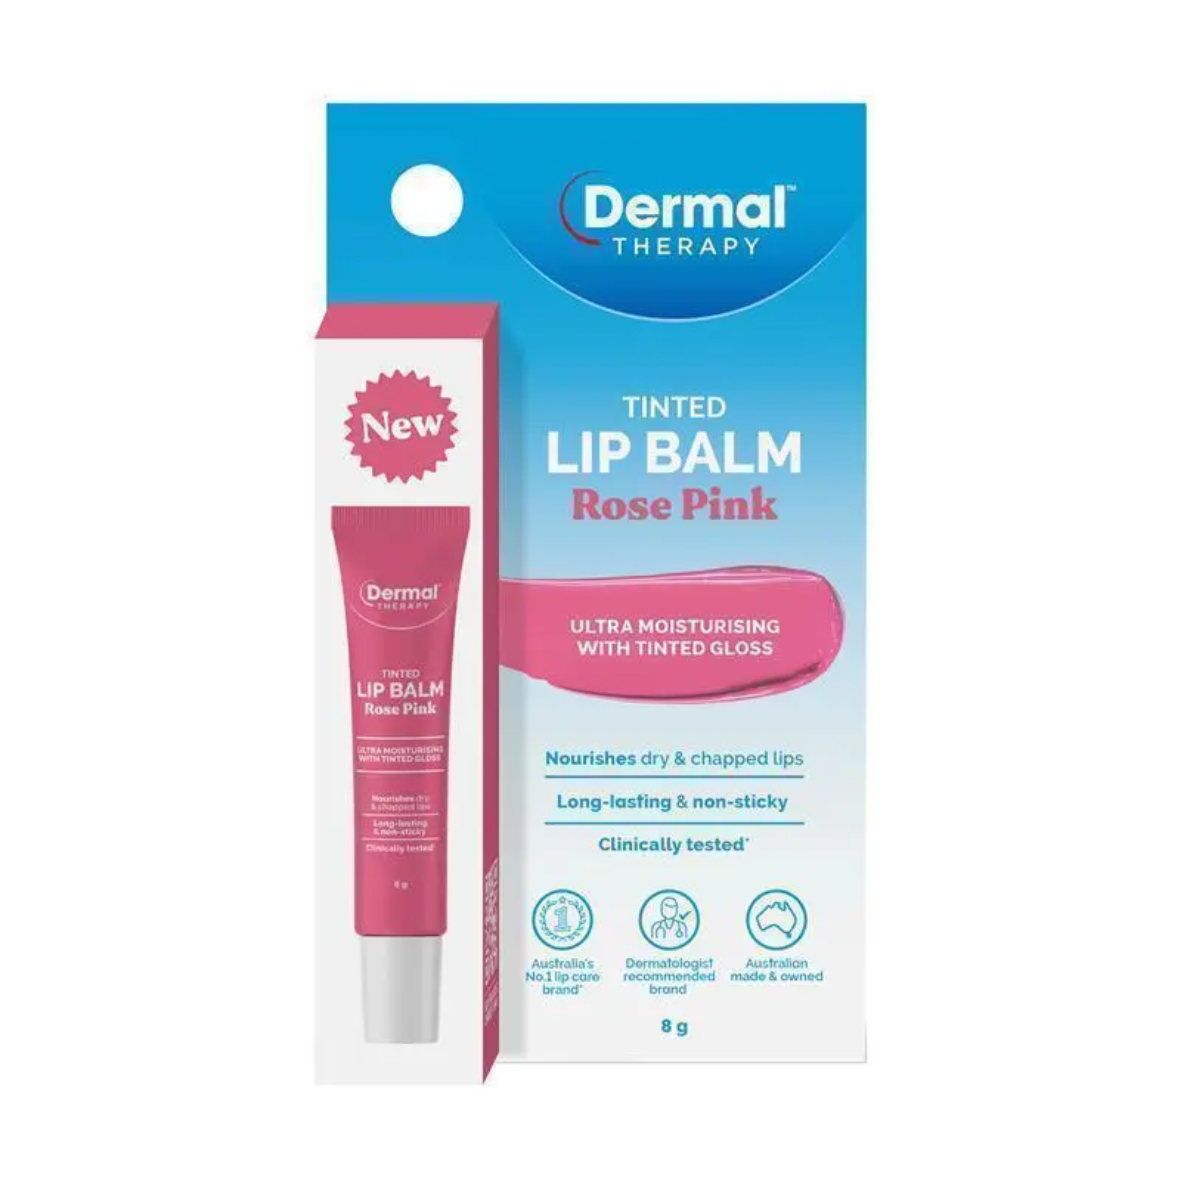 Dermal™
THERAPY
TINTED
LIP BALM
Rose Pink
ULTRA MOISTURISING
WITH TINTED GLOSS
Nourishes dry & chapped lips
Long-lasting & non-sticky
Clinically tested*
1
Australia's
No.1 lip care
brand*
Dermatologist
recommended
brand
Australian
made & owned
8 g
New
Dermal™
THERAPY
TINTED
LIP BALM
Rose Pink
ULTRA MOISTURISING
WITH TINTED GLOSS
Nourishes dry
& chapped lips
Long-lasting
& non-sticky
Clinically tested*
8 g